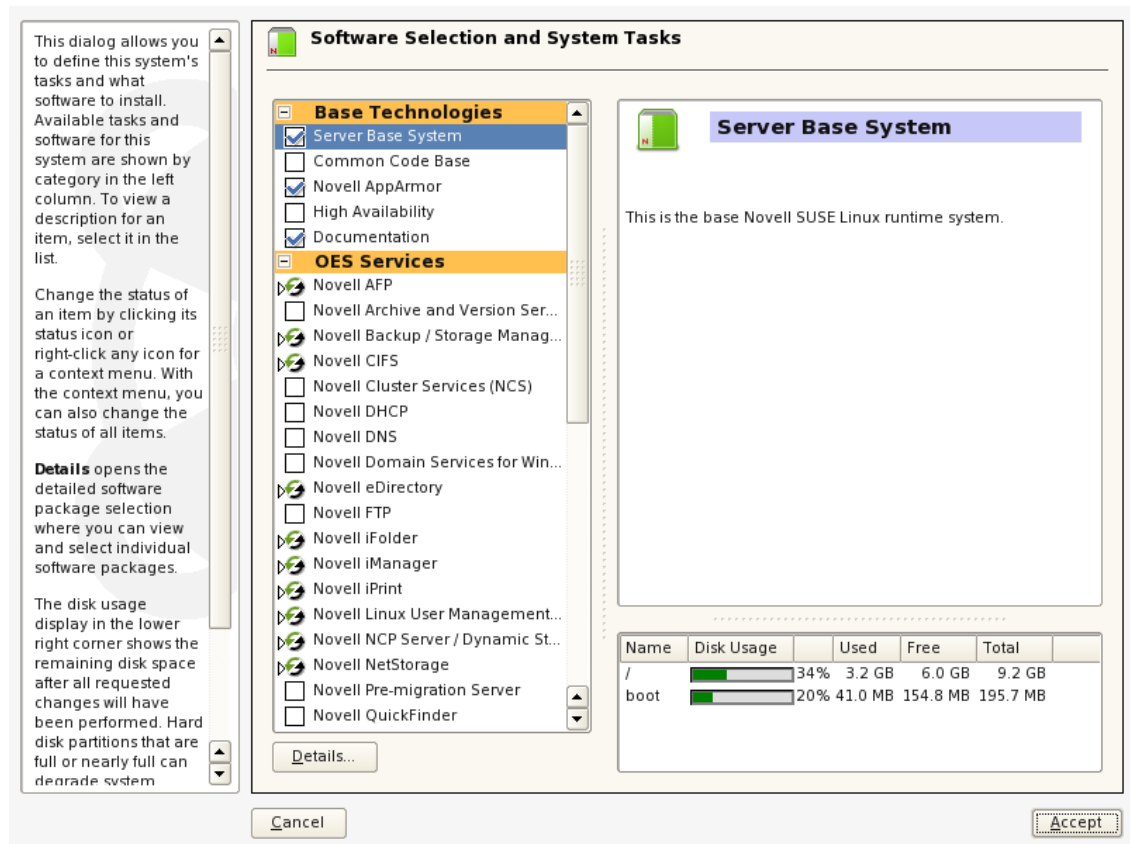 This dialog allows you
to define this system's
tasks and what
software to install.
Available tasks and
software for this
system are shown by
category in the left
column. To view a
description for an
item, select it in the
list.
Change the status of
an item by clicking its
status icon or
right-click any icon for
a context menu. With
the context menu, you
can also change the
status of all items.
Details opens the
detailed software
package selection
where you can view
and select individual
software packages.
The disk usage
display in the lower
right corner shows the
remaining disk space
after all requested
changes will have
been performed. Hard
disk partitions that are
full or nearly full can
degrade system
Software Selection and System Tasks
Base Technologies
Server Base System
Common Code Base
Novell AppArmor
High Availability
Documentation
OES Services
Novell AFP
Novell Archive and Version Ser...
Novell Backup / Storage Manag...
Novell CIFS
Novell Cluster Services (NCS)
Novell DHCP
Novell DNS
Novell Domain Services for Win...
Novell eDirectory
Novell FTP
Novell iFolder
Novell iManager
Novell iPrint
Novell Linux User Management...
Novell NCP Server / Dynamic St...
Novell NetStorage
Novell Pre-migration Server
Novell QuickFinder
Details...
Server Base System
This is the base Novell SUSE Linux runtime system.
Name Disk Usage Used Free Total
/ 34% 3.2 GB 6.0 GB 9.2 GB
boot 20% 41.0 MB 154.8 MB 195.7 MB
Cancel
Accept